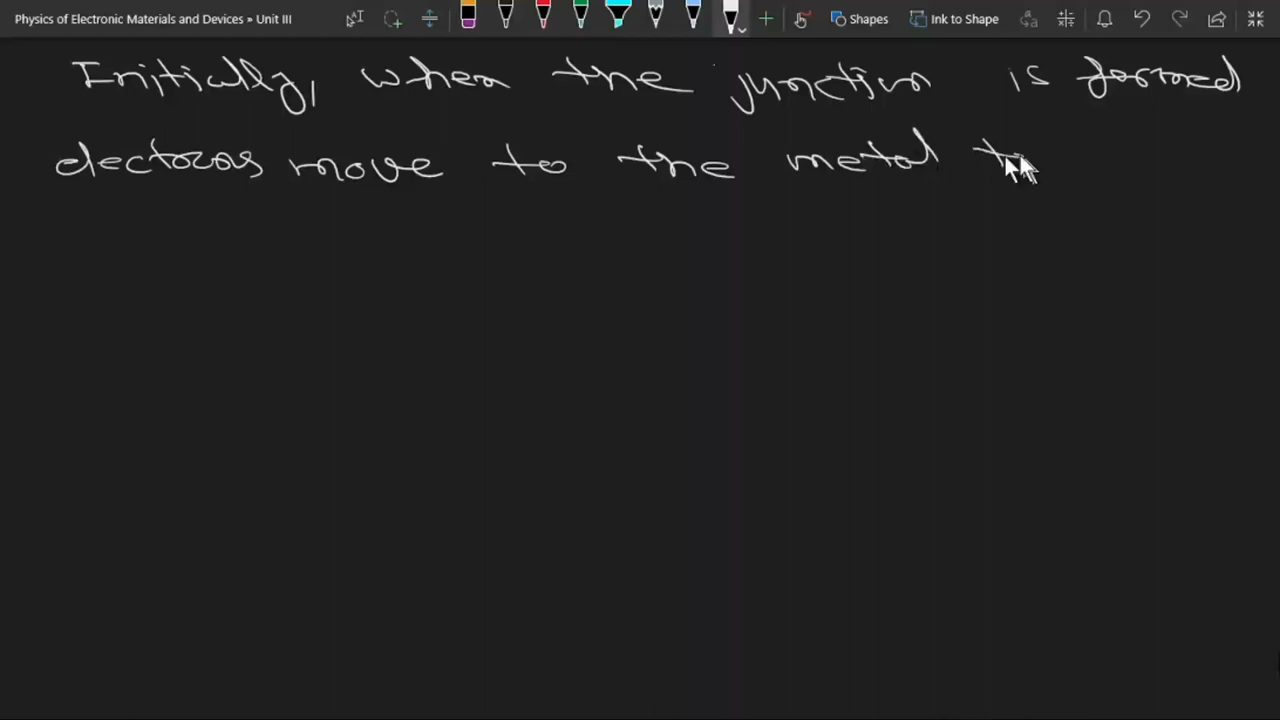 Physics of Electronic Materials and Devices » Unit III
Shapes
Ink to Shape
Initially, when the junction is formed
electrons move to the metal